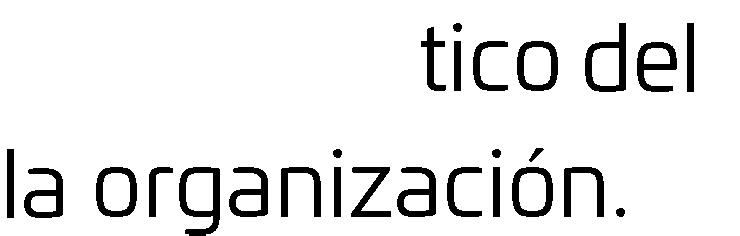 tico del
la organización.